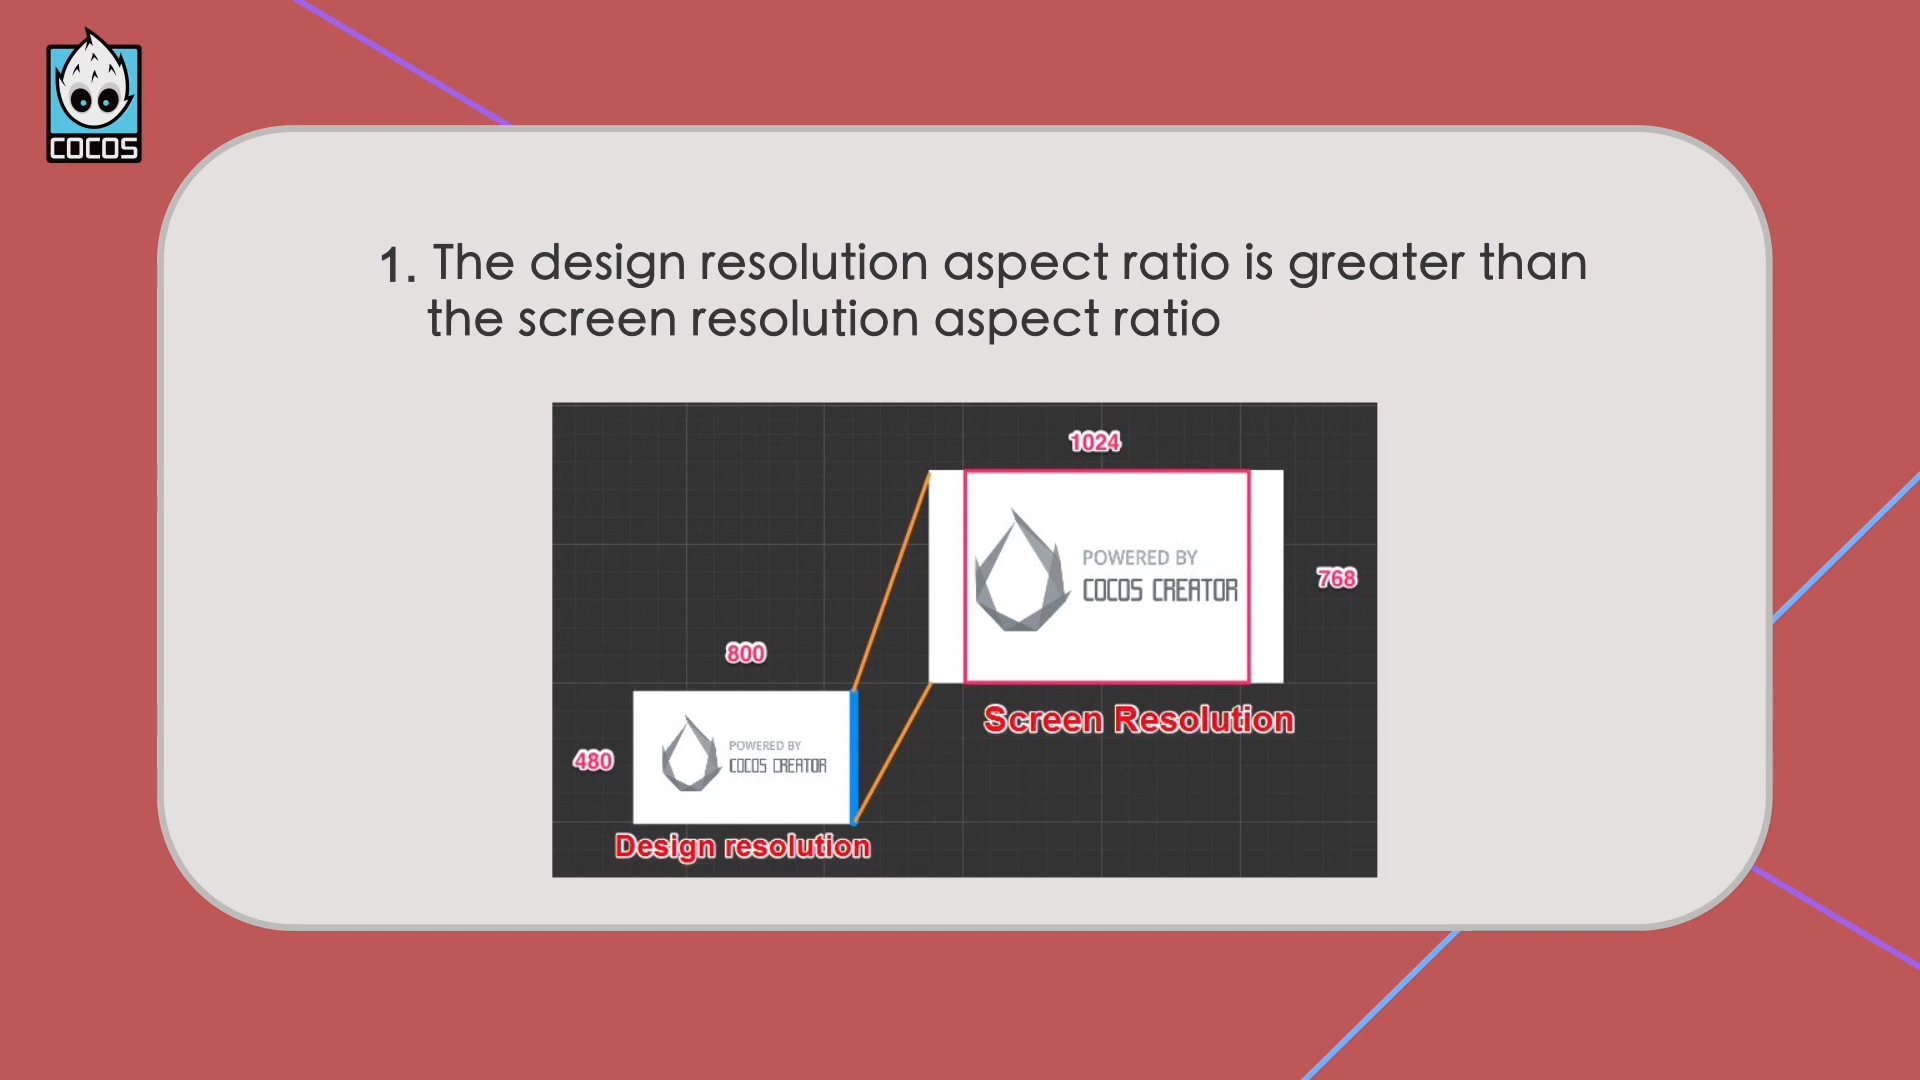 COCOS
1. The design resolution aspect ratio is greater than
the screen resolution aspect ratio
1024
POWERED BY
COCOS CREATOR
768
Screen Resolution
800
480
POWERED BY
COCOS CREATOR
Design resolution